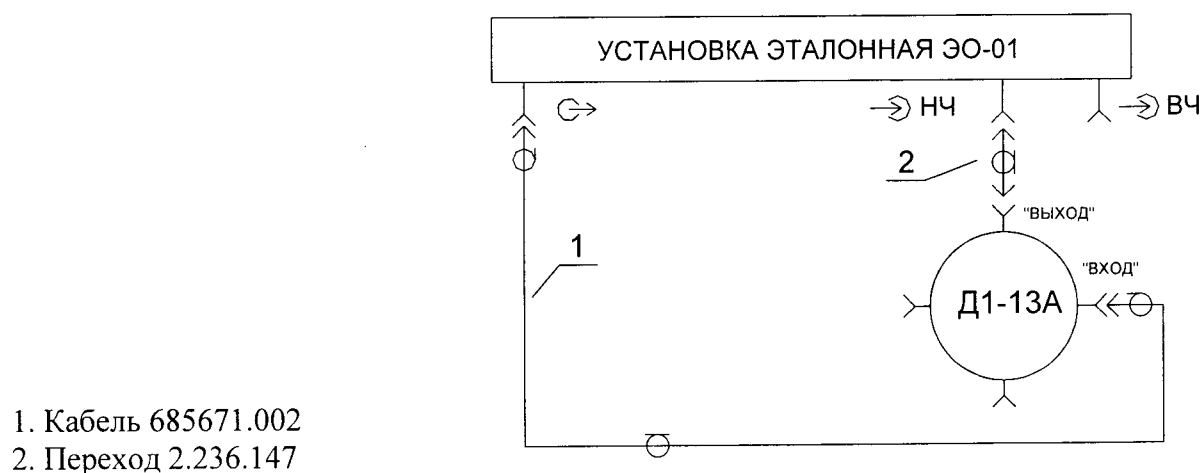 УСТАНОВКА ЭТАЛОННАЯ ЭО-01
НЧ
ВЧ
2
"ВЫХОД"
1
"ВХОД"
Д1-13А
1. Кабель 685671.002
2. Переход 2.236.147